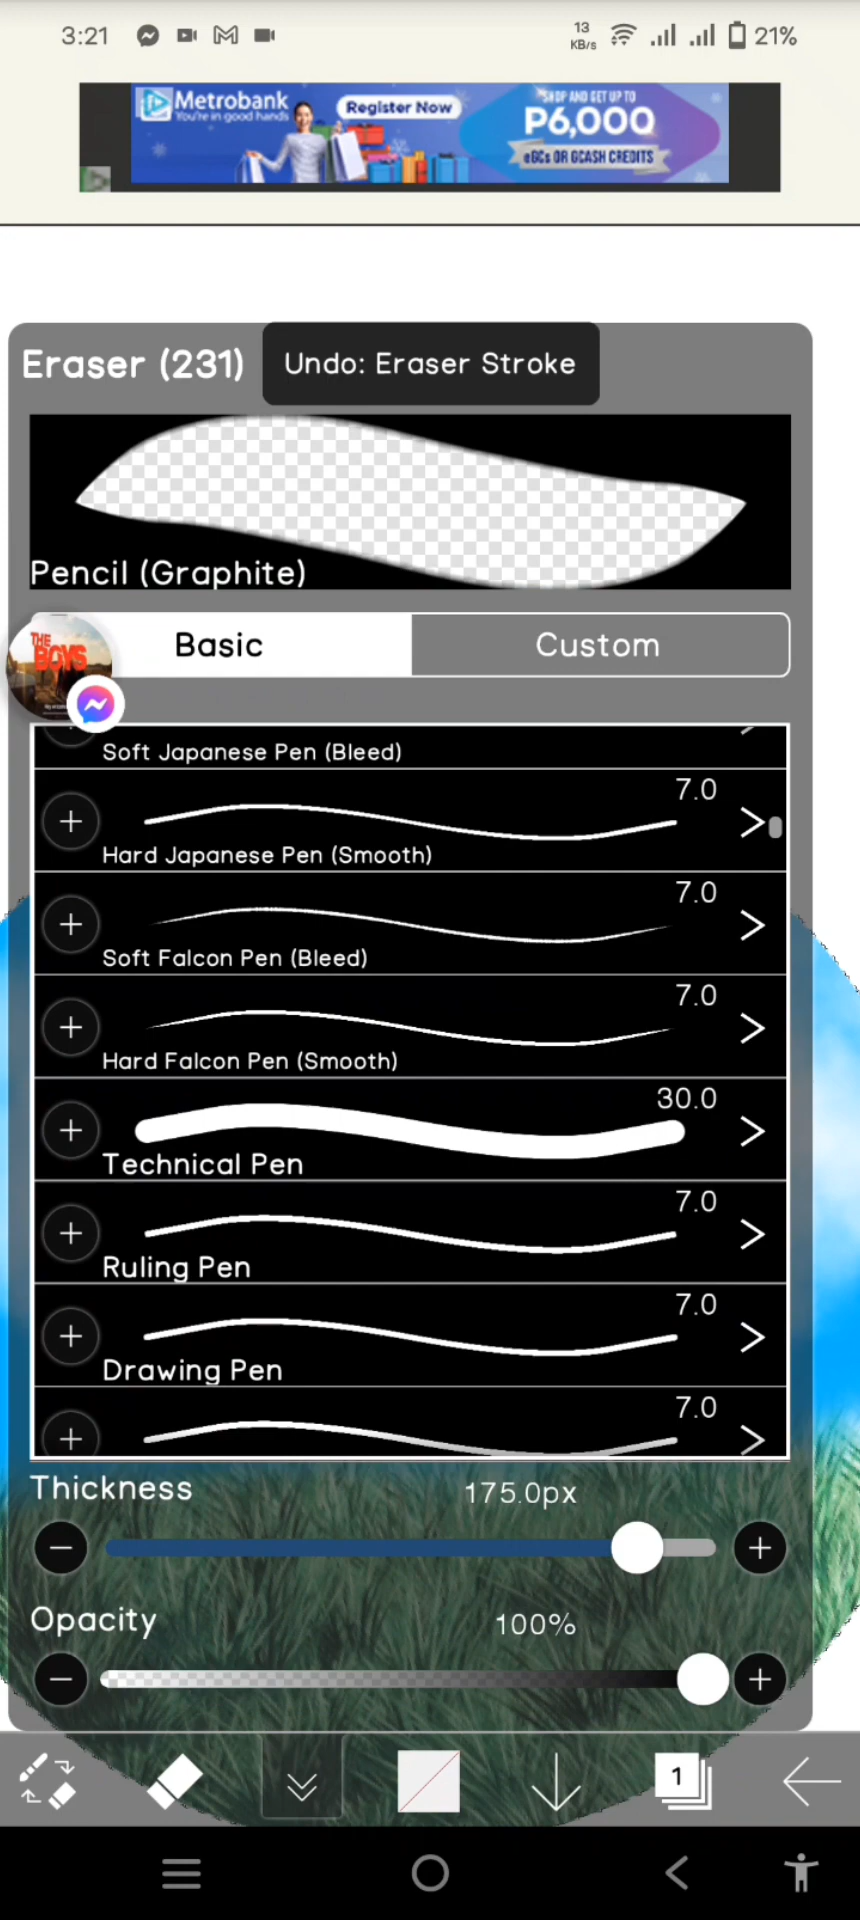 3:21
13
KB/s
21%
Metrobank
You're in good hands
Register Now
SHOP AND GET UP TO
P6,000
eGCs OR GCASH CREDITS
Eraser (231)
Undo: Eraser Stroke
Pencil (Graphite)
THE
BOYS
Basic
Custom
Soft Japanese Pen (Bleed)
7.0
Hard Japanese Pen (Smooth)
7.0
Soft Falcon Pen (Bleed)
7.0
Hard Falcon Pen (Smooth)
30.0
Technical Pen
7.0
Ruling Pen
7.0
Drawing Pen
7.0
Thickness
175.0px
Opacity
100%
1